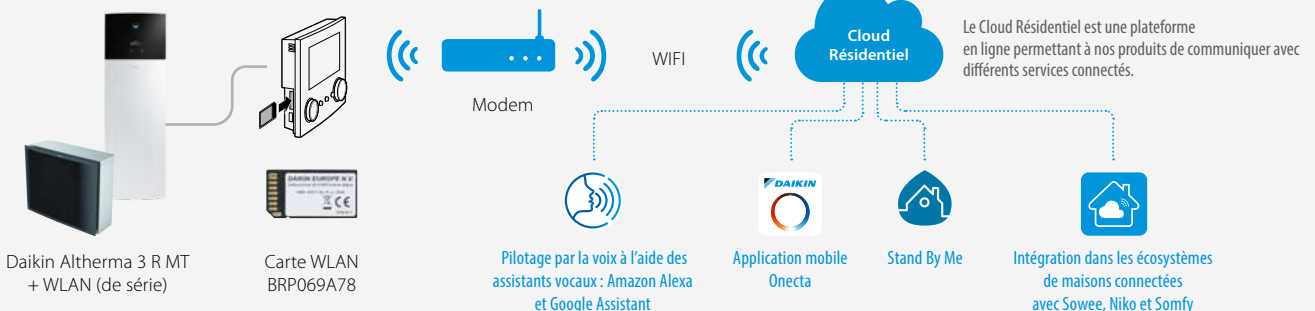 Cloud
Résidentiel
Le Cloud Résidentiel est une plateforme
en ligne permettant à nos produits de communiquer avec
différents services connectés.
WIFI
Modem
DAIKIN EUROPE N.V.
CE
DAIKIN
Daikin Altherma 3 R MT
+ WLAN (de série)
Carte WLAN
BRP069A78
Pilotage par la voix à l'aide des
assistants vocaux : Amazon Alexa
et Google Assistant
Application mobile
Onecta
Stand By Me
Intégration dans les écosystèmes
de maisons connectées
avec Sowee, Niko et Somfy